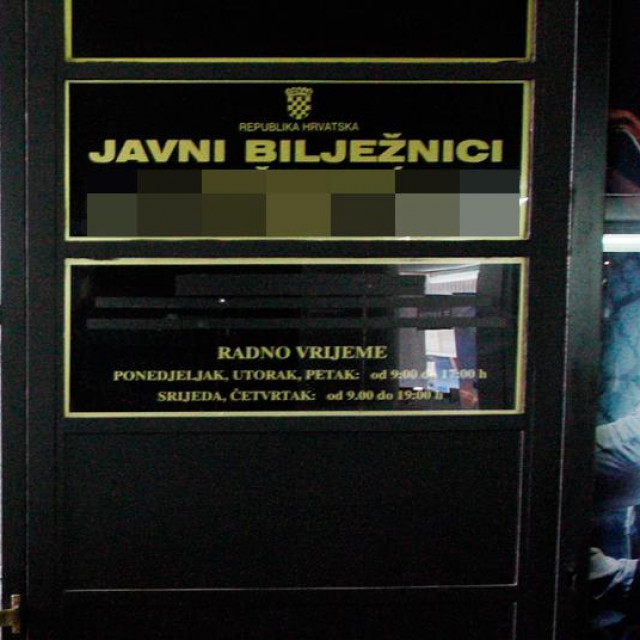 REPUBLIKA HRVATSKA
JAVNI BILJEŽNICI
RADNO VRIJEME
PONEDJELJAK, UTORAK, PETAK: od 9:00 do 17:00 h
SRIJEDA, ČETVRTAK: od 9.00 do 19:00 h